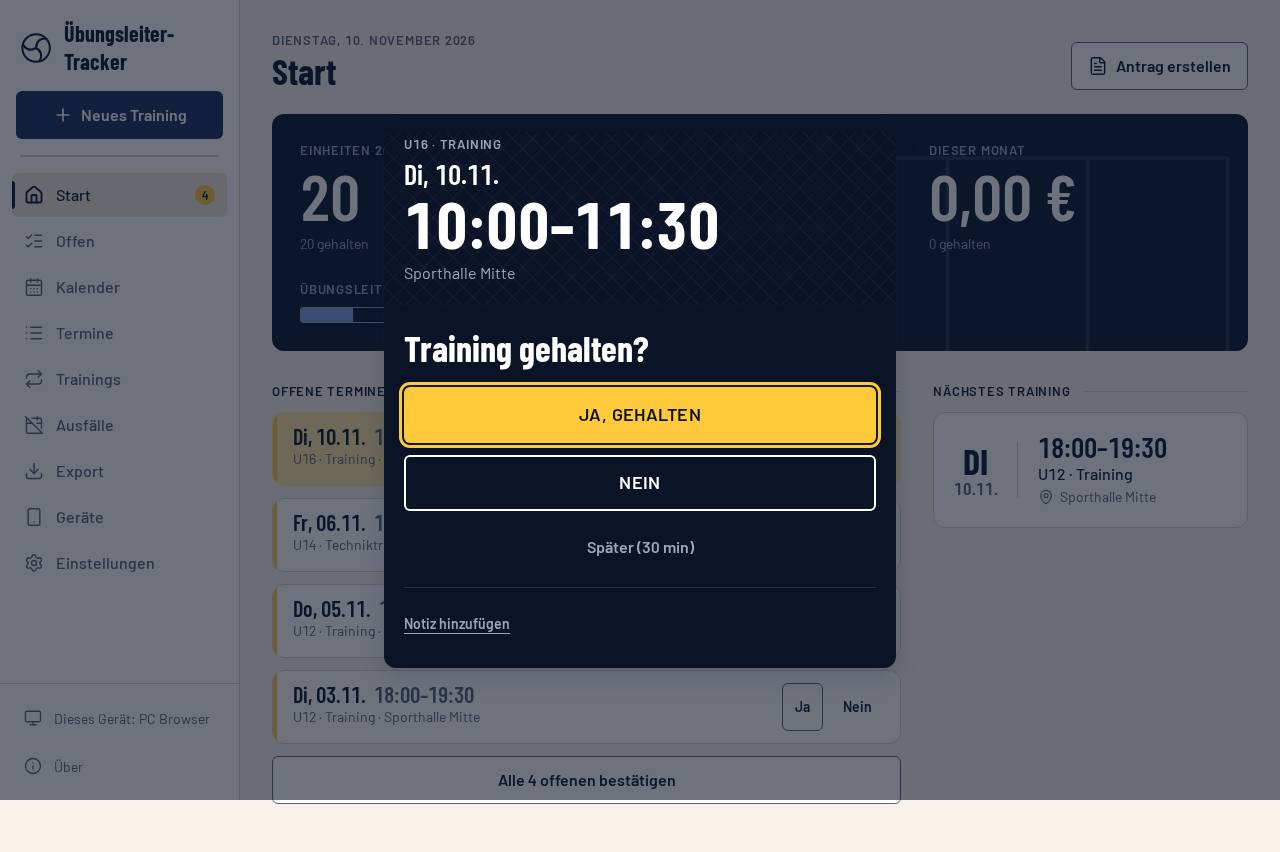 Übungsleiter-
Tracker
Neues Training
Start
4
Offen
Kalender
Termine
Trainings
Ausfälle
Export
Geräte
Einstellungen
Dieses Gerät: PC Browser
Über
DIENSTAG, 10. NOVEMBER 2026
Start
Antrag erstellen
EINHEITEN
20
20 gehalten
DIESER MONAT
0,00 €
0 gehalten
U16 · TRAINING
Di, 10.11.
10:00–11:30
Sporthalle Mitte
Training gehalten?
JA, GEHALTEN
NEIN
Später (30 min)
Notiz hinzufügen
OFFENE TERMINE
Di, 10.11.
U16 · Training ·
Fr, 06.11.
U14 ·
Do, 05.11.
U12 · Training ·
Di, 03.11. 18:00–19:30
U12 · Training · Sporthalle Mitte
Ja
Nein
Alle 4 offenen bestätigen
NÄCHSTES TRAINING
DI
10.11.
18:00–19:30
U12 · Training
Sporthalle Mitte